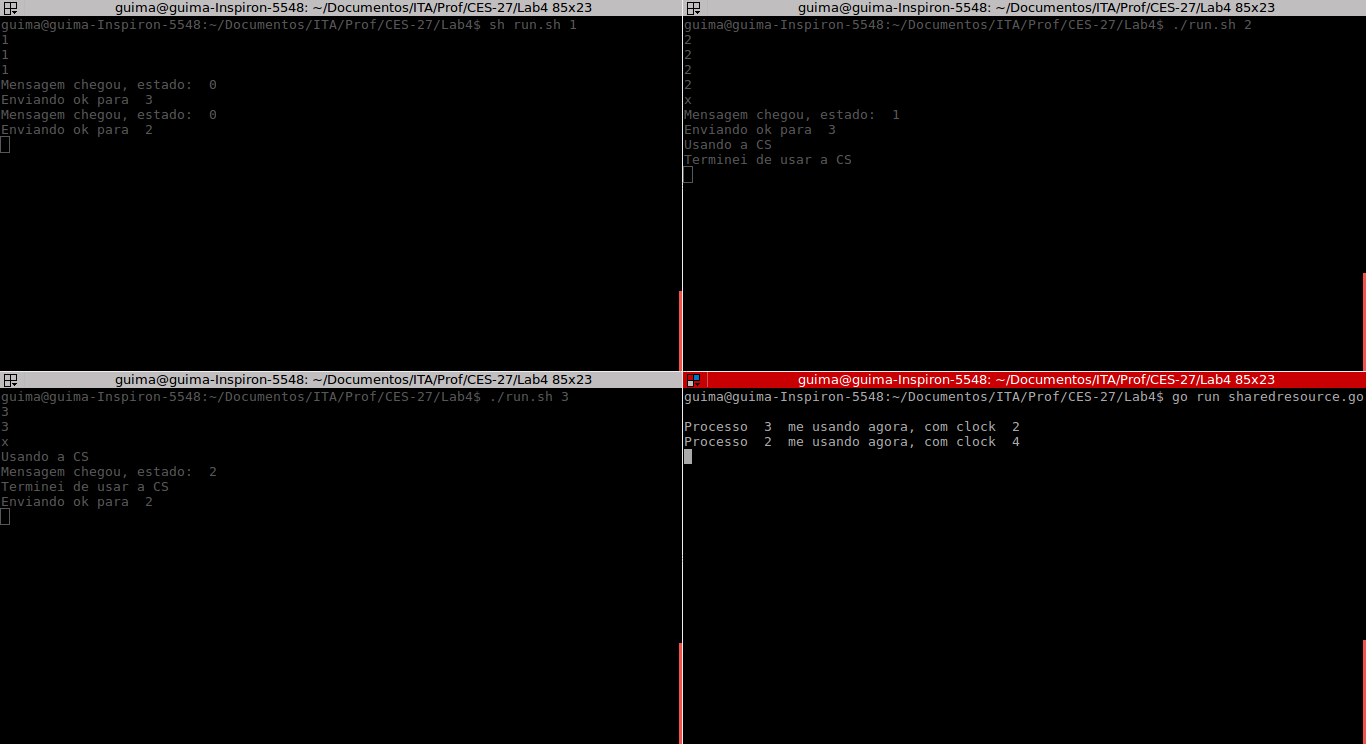 guima@guima-Inspiron-5548: ~/Documentos/ITA/Prof/CES-27/Lab4 85x23
guima@guima-Inspiron-5548:~/Documentos/ITA/Prof/CES-27/Lab4$ sh run.sh 1
1
1
1
Mensagem chegou, estado:  0
Enviando ok para  3
Mensagem chegou, estado:  0
Enviando ok para  2
guima@guima-Inspiron-5548: ~/Documentos/ITA/Prof/CES-27/Lab4 85x23
guima@guima-Inspiron-5548:~/Documentos/ITA/Prof/CES-27/Lab4$ ./run.sh 2
2
2
2
2
x
Mensagem chegou, estado:  1
Enviando ok para  3
Usando a CS
Terminei de usar a CS
guima@guima-Inspiron-5548: ~/Documentos/ITA/Prof/CES-27/Lab4 85x23
guima@guima-Inspiron-5548:~/Documentos/ITA/Prof/CES-27/Lab4$ ./run.sh 3
3
3
x
Usando a CS
Mensagem chegou, estado:  2
Terminei de usar a CS
Enviando ok para  2
guima@guima-Inspiron-5548: ~/Documentos/ITA/Prof/CES-27/Lab4 85x23
guima@guima-Inspiron-5548:~/Documentos/ITA/Prof/CES-27/Lab4$ go run sharedresource.go
Processo  3  me usando agora, com clock  2
Processo  2  me usando agora, com clock  4